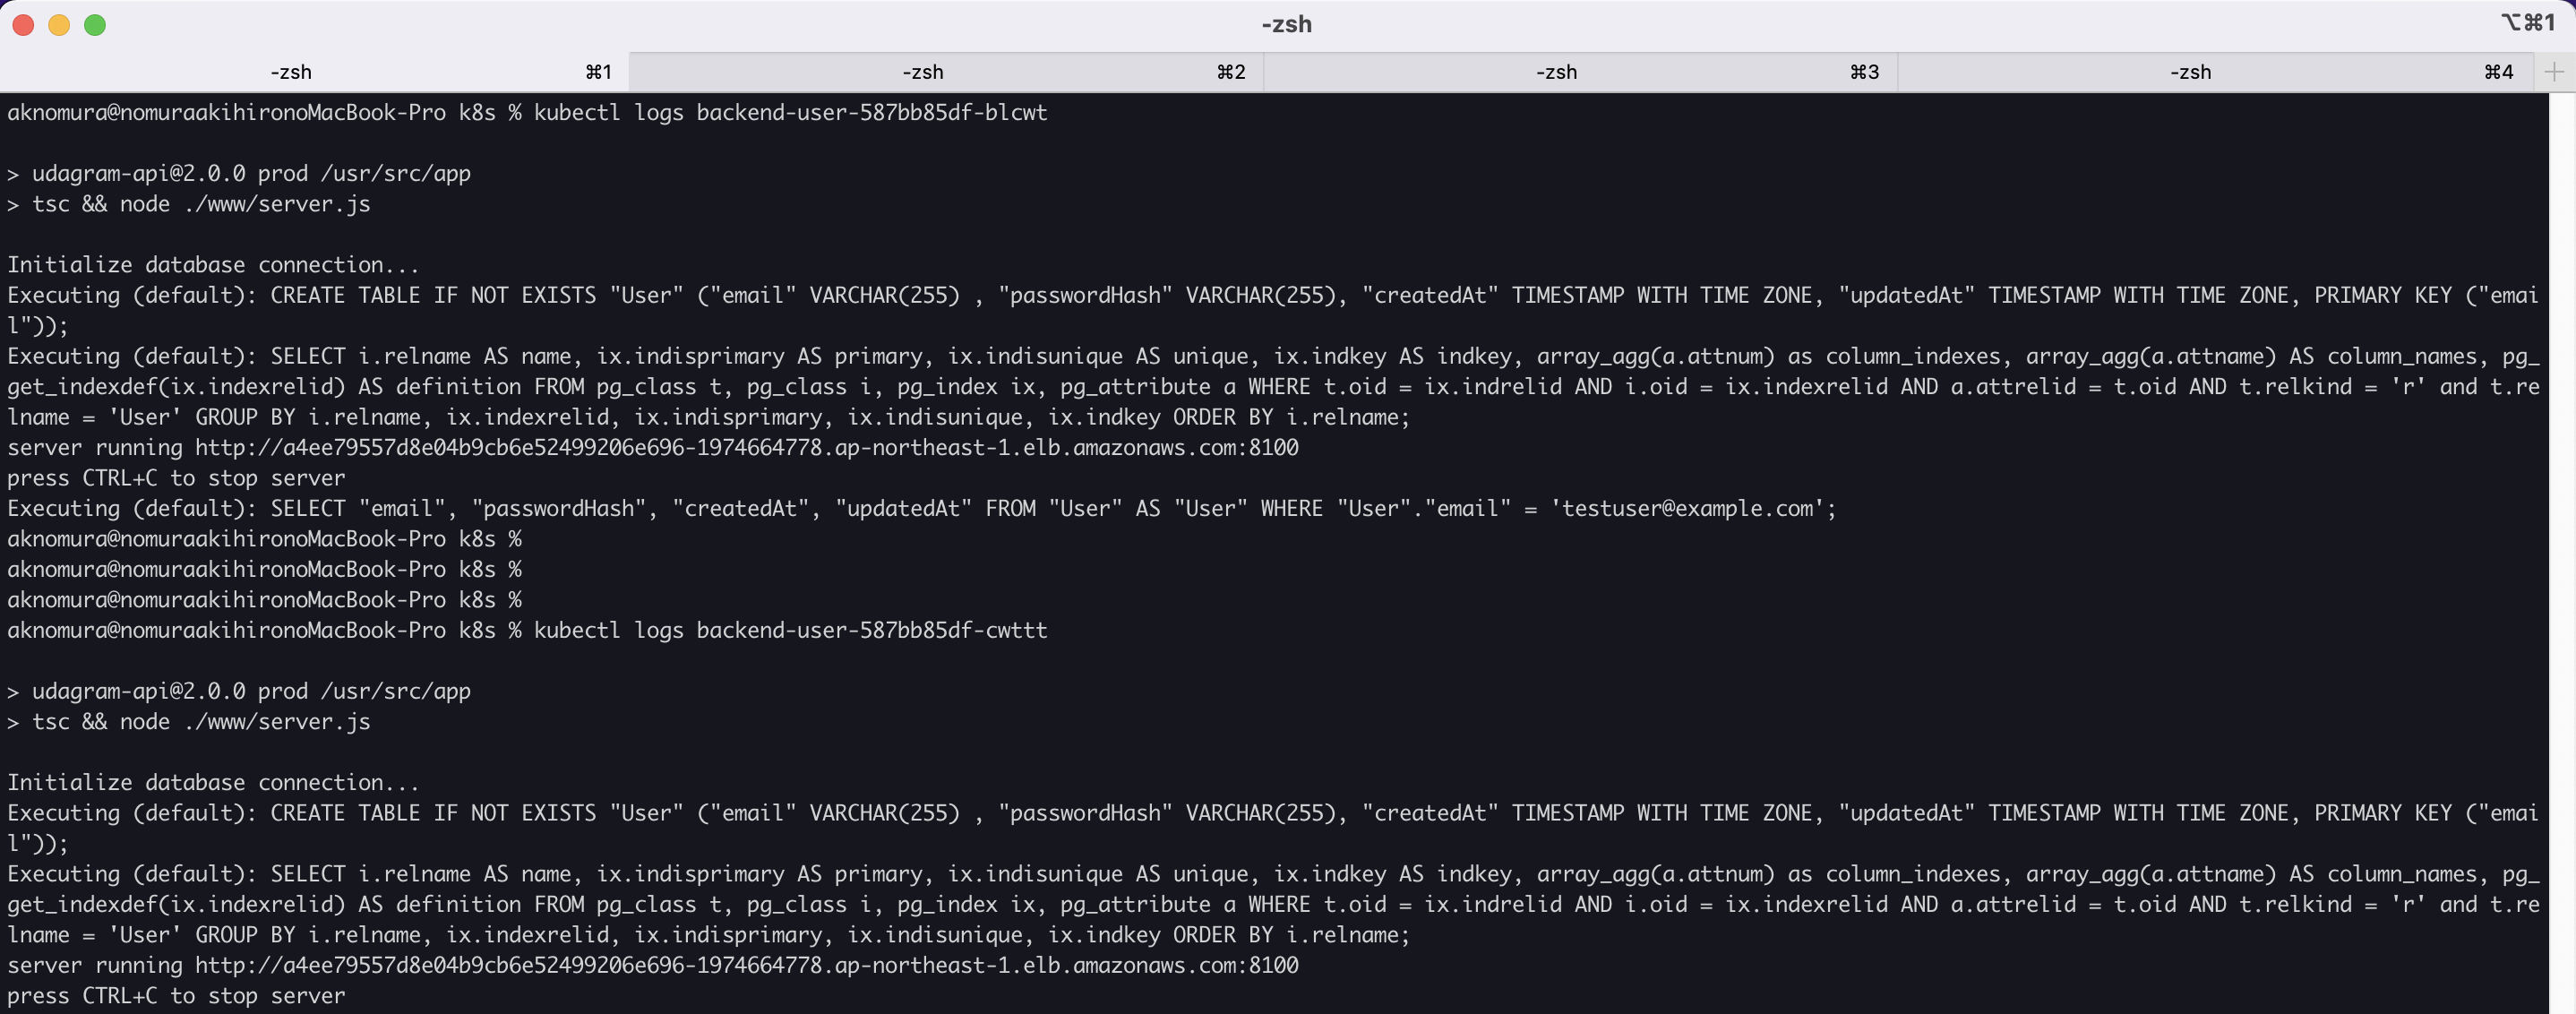 -zsh
⌥⌘1
-zsh ⌘1 -zsh ⌘2 -zsh ⌘3 -zsh ⌘4 +
aknomura@nomuraakihironoMacBook-Pro k8s % kubectl logs backend-user-587bb85df-blcwt
> udagram-api@2.0.0 prod /usr/src/app
> tsc && node ./www/server.js
Initialize database connection...
Executing (default): CREATE TABLE IF NOT EXISTS "User" ("email" VARCHAR(255) , "passwordHash" VARCHAR(255), "createdAt" TIMESTAMP WITH TIME ZONE, "updatedAt" TIMESTAMP WITH TIME ZONE, PRIMARY KEY ("emai
l"));
Executing (default): SELECT i.relname AS name, ix.indisprimary AS primary, ix.indisunique AS unique, ix.indkey AS indkey, array_agg(a.attnum) as column_indexes, array_agg(a.attname) AS column_names, pg_
get_indexdef(ix.indexrelid) AS definition FROM pg_class t, pg_class i, pg_index ix, pg_attribute a WHERE t.oid = ix.indrelid AND i.oid = ix.indexrelid AND a.attrelid = t.oid AND t.relkind = 'r' and t.re
lname = 'User' GROUP BY i.relname, ix.indexrelid, ix.indisprimary, ix.indisunique, ix.indkey ORDER BY i.relname;
server running http://a4ee79557d8e04b9cb6e52499206e696-1974664778.ap-northeast-1.elb.amazonaws.com:8100
press CTRL+C to stop server
Executing (default): SELECT "email", "passwordHash", "createdAt", "updatedAt" FROM "User" AS "User" WHERE "User"."email" = 'testuser@example.com';
aknomura@nomuraakihironoMacBook-Pro k8s %
aknomura@nomuraakihironoMacBook-Pro k8s %
aknomura@nomuraakihironoMacBook-Pro k8s %
aknomura@nomuraakihironoMacBook-Pro k8s % kubectl logs backend-user-587bb85df-cwttt
> udagram-api@2.0.0 prod /usr/src/app
> tsc && node ./www/server.js
Initialize database connection...
Executing (default): CREATE TABLE IF NOT EXISTS "User" ("email" VARCHAR(255) , "passwordHash" VARCHAR(255), "createdAt" TIMESTAMP WITH TIME ZONE, "updatedAt" TIMESTAMP WITH TIME ZONE, PRIMARY KEY ("emai
l"));
Executing (default): SELECT i.relname AS name, ix.indisprimary AS primary, ix.indisunique AS unique, ix.indkey AS indkey, array_agg(a.attnum) as column_indexes, array_agg(a.attname) AS column_names, pg_
get_indexdef(ix.indexrelid) AS definition FROM pg_class t, pg_class i, pg_index ix, pg_attribute a WHERE t.oid = ix.indrelid AND i.oid = ix.indexrelid AND a.attrelid = t.oid AND t.relkind = 'r' and t.re
lname = 'User' GROUP BY i.relname, ix.indexrelid, ix.indisprimary, ix.indisunique, ix.indkey ORDER BY i.relname;
server running http://a4ee79557d8e04b9cb6e52499206e696-1974664778.ap-northeast-1.elb.amazonaws.com:8100
press CTRL+C to stop server